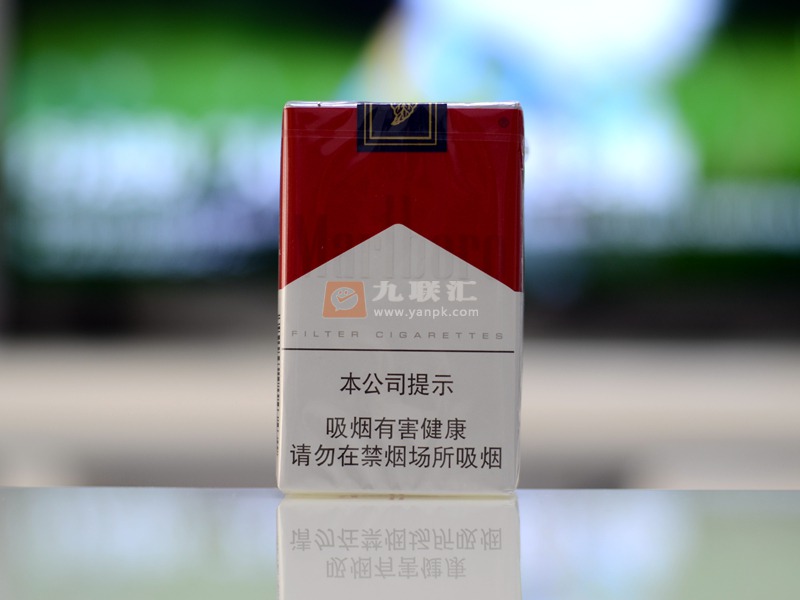 Marlboro
九联汇
www.yanpk.com
FILTER CIGARETTES
本公司提示
吸烟有害健康
请勿在禁烟场所吸烟